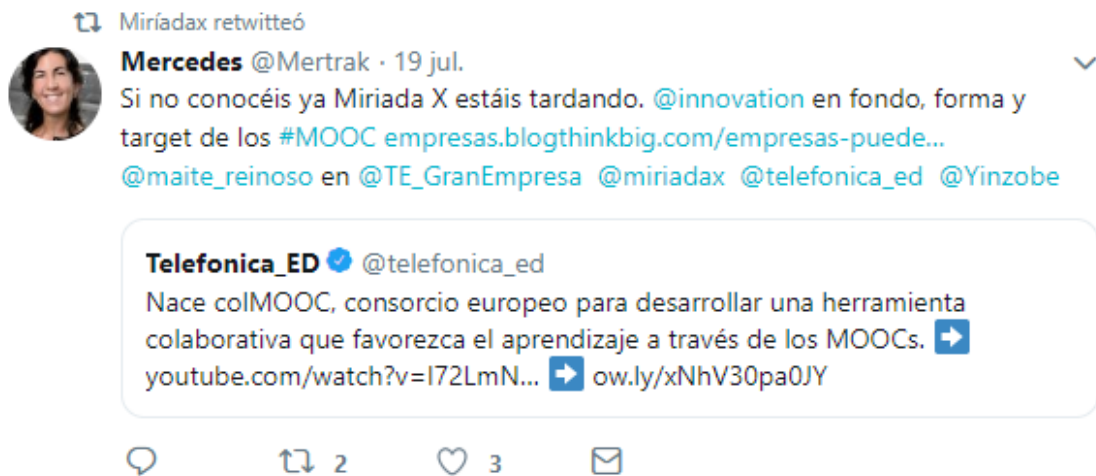 Miríadax retwitteó
Mercedes @Mertrak · 19 jul.
Si no conocéis ya Miriada X estáis tardando. @innovation en fondo, forma y
target de los #MOOC empresas.blogthinkbig.com/empresas-puede...
@maite_reinoso en @TE_GranEmpresa @miriadax @telefonica_ed @Yinzobe
Telefonica_ED @telefonica_ed
Nace colMOOC, consorcio europeo para desarrollar una herramienta
colaborativa que favorezca el aprendizaje a través de los MOOCs. ➡
youtube.com/watch?v=I72LmN... ➡ ow.ly/xNhV30pa0JY
2 3